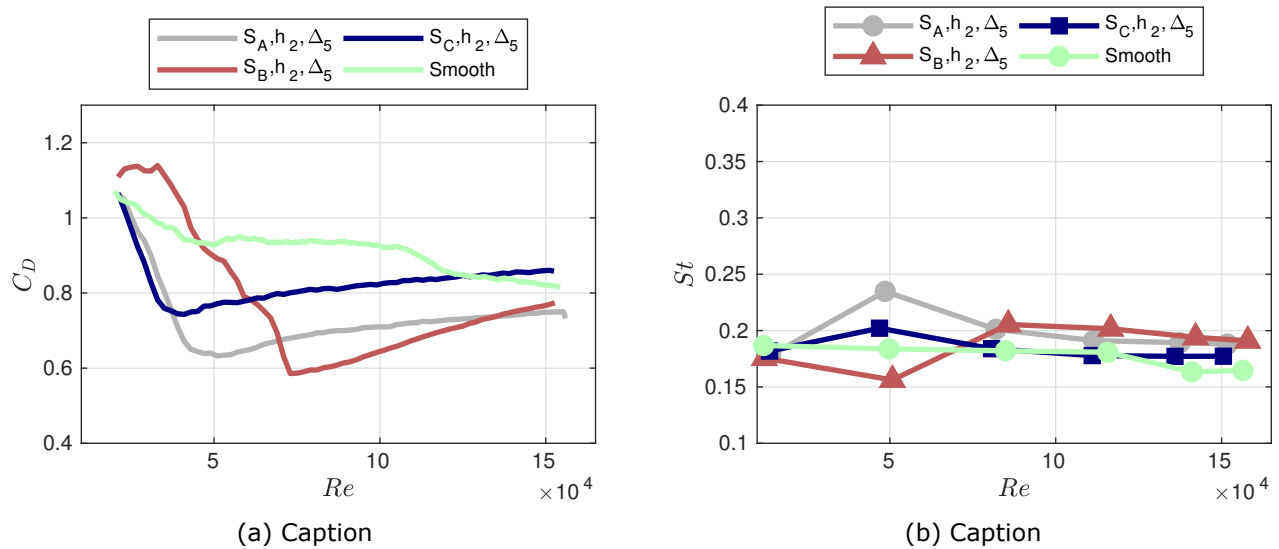 S_A,h_2,Δ_5 S_C,h_2,Δ_5
S_B,h_2,Δ_5 Smooth
1.2
1
0.8
0.6
0.4
C_D
5 10 15
Re ×10^4
(a) Caption
S_A,h_2,Δ_5 S_C,h_2,Δ_5
S_B,h_2,Δ_5 Smooth
0.4
0.35
0.3
0.25
0.2
0.15
0.1
St
5 10 15
Re ×10^4
(b) Caption